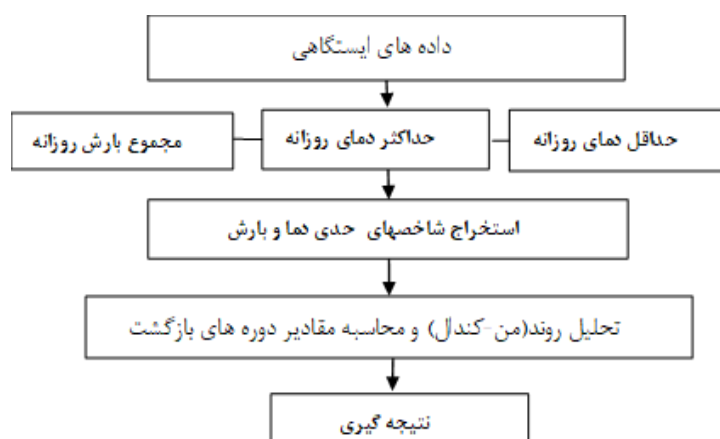 داده های ایستگاهی
حداقل دمای روزانه
حداکثر دمای روزانه
مجموع بارش روزانه
استخراج شاخصهای حدی دما و بارش
تحلیل روند(من-کندال) و محاسبه مقادیر دوره های بازگشت
نتیجه گیری